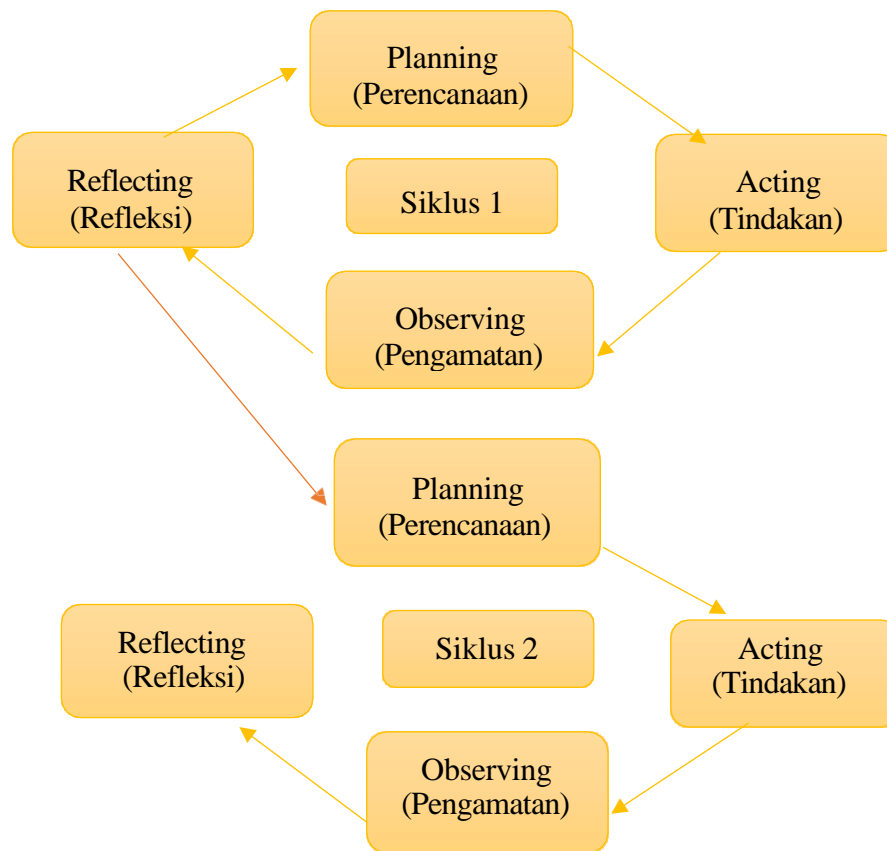 Planning
(Perencanaan)
Reflecting
(Refleksi)
Siklus 1
Acting
(Tindakan)
Observing
(Pengamatan)
Planning
(Perencanaan)
Reflecting
(Refleksi)
Siklus 2
Acting
(Tindakan)
Observing
(Pengamatan)